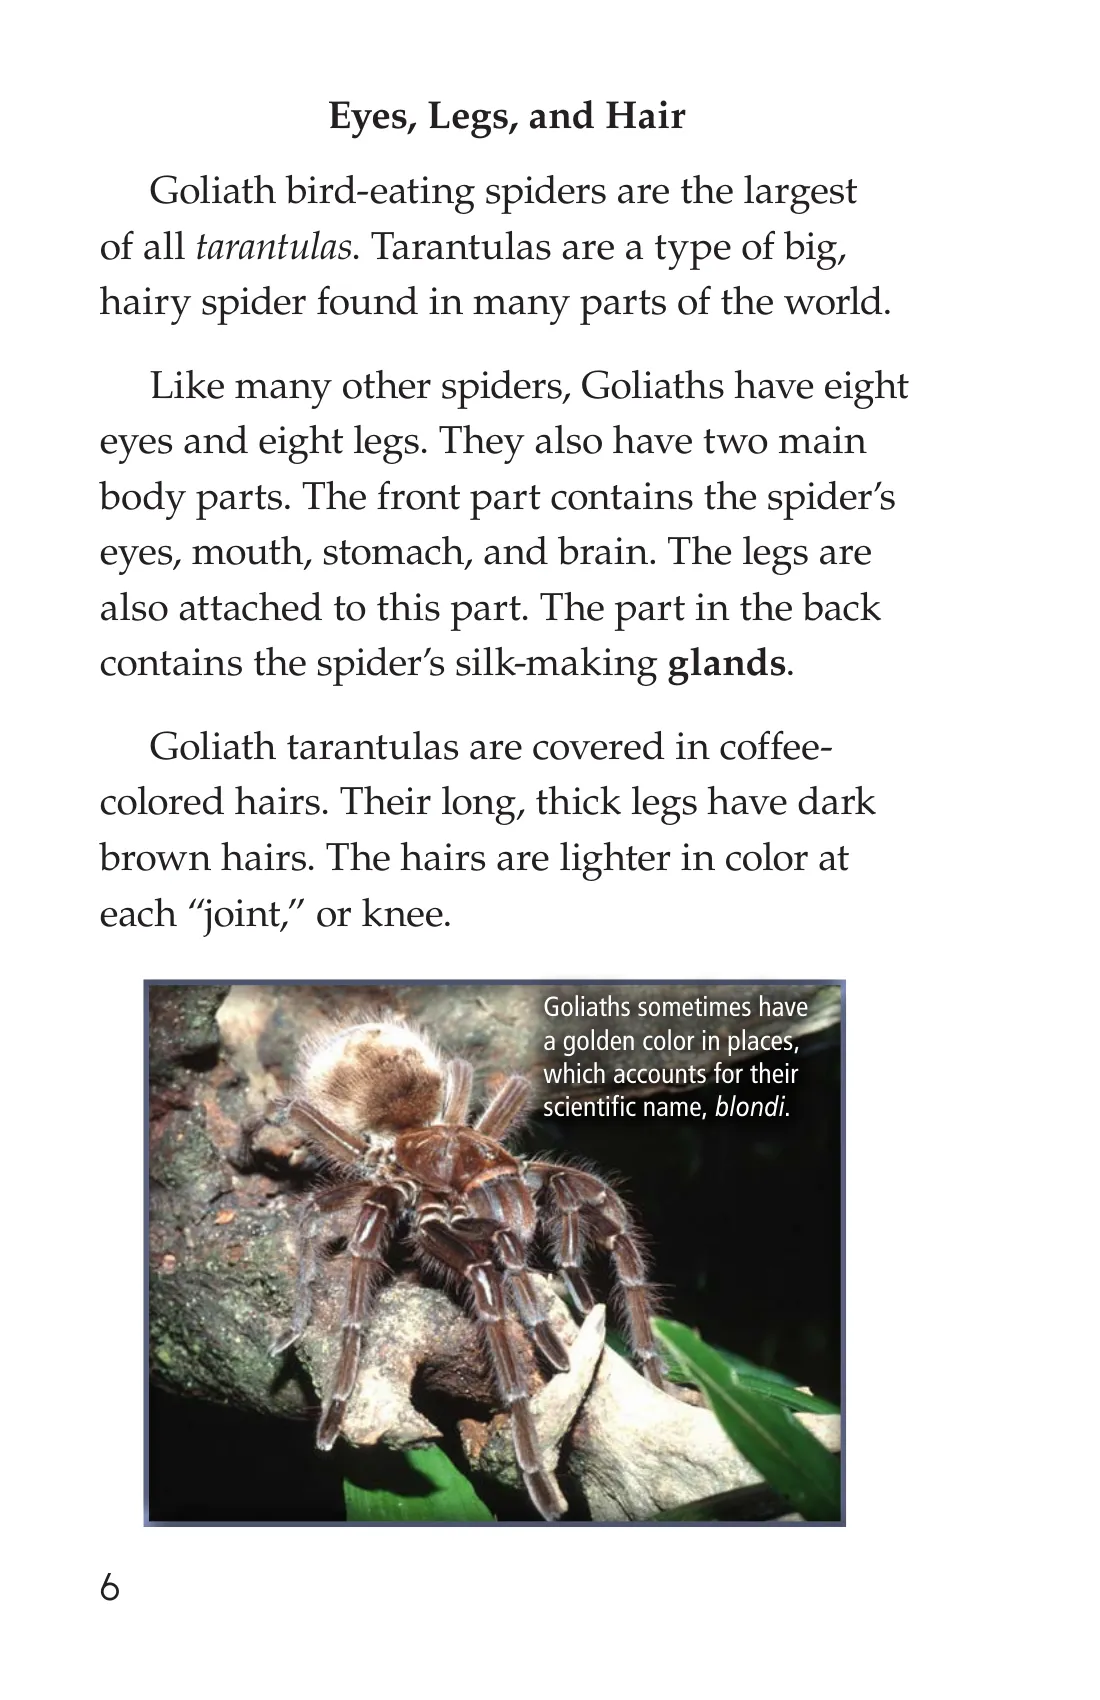 Eyes, Legs, and Hair
Goliath bird-eating spiders are the largest
of all tarantulas. Tarantulas are a type of big,
hairy spider found in many parts of the world.
Like many other spiders, Goliaths have eight
eyes and eight legs. They also have two main
body parts. The front part contains the spider’s
eyes, mouth, stomach, and brain. The legs are
also attached to this part. The part in the back
contains the spider’s silk-making glands.
Goliath tarantulas are covered in coffee-
colored hairs. Their long, thick legs have dark
brown hairs. The hairs are lighter in color at
each “joint,” or knee.
Goliaths sometimes have
a golden color in places,
which accounts for their
scientific name, blondi.
6